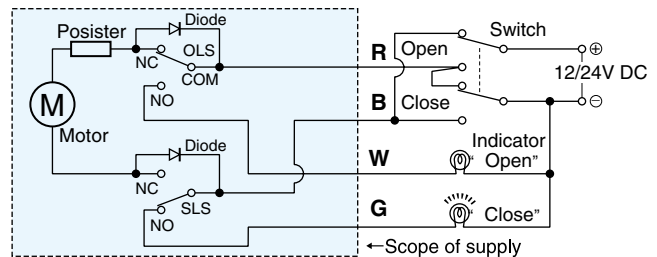 Posister
Diode
NC
OLS
COM
NO
M
Motor
Diode
NC
SLS
NO
R
Open
Switch
⊕
12/24V DC
⊖
B
Close
W
Indicator
“Open”
G
“Close”
←Scope of supply